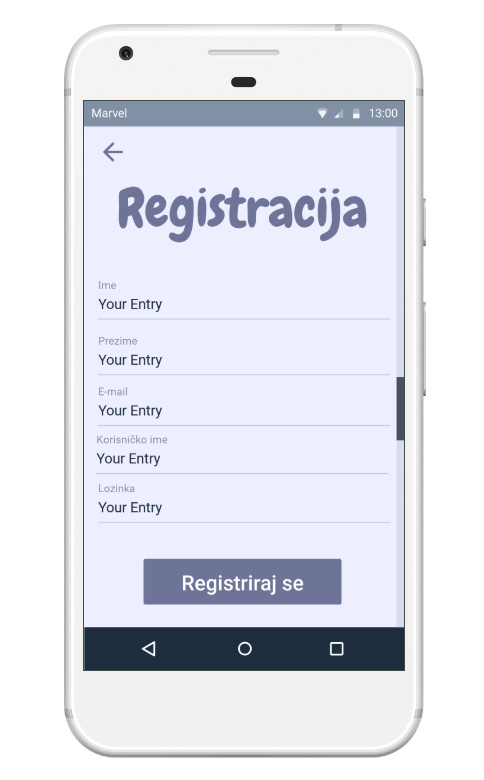 Marvel 13:00
Registracija
Ime
Your Entry
Prezime
Your Entry
E-mail
Your Entry
Korisničko ime
Your Entry
Lozinka
Your Entry
Registriraj se